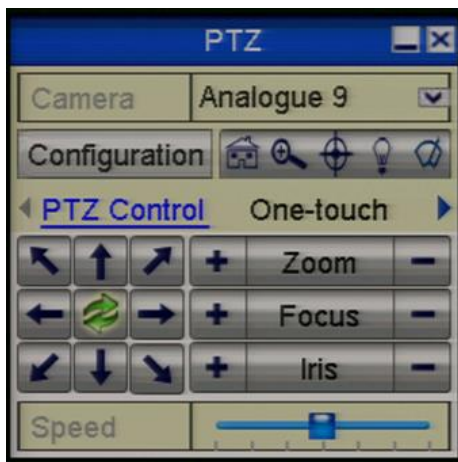 PTZ
Camera Analogue 9
Configuration
PTZ Control One-touch
+ Zoom −
+ Focus −
+ Iris −
Speed